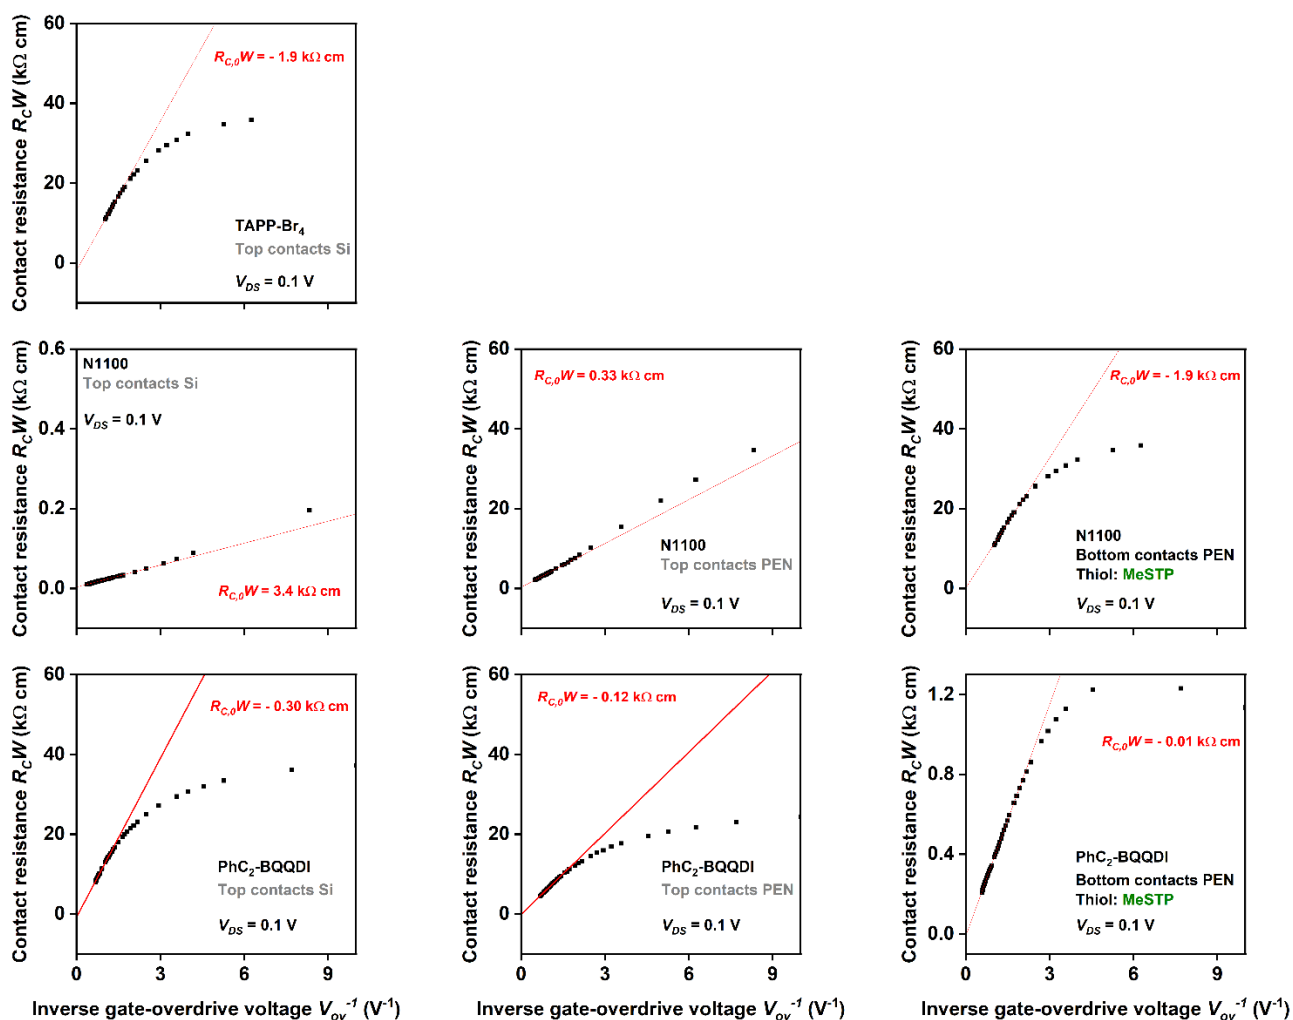 Contact resistance R_CW (kΩ cm)
60
40
20
0
R_C,0W = - 1.9 kΩ cm
TAPP-Br₄
Top contacts Si
V_DS = 0.1 V
0
3
6
9
Contact resistance R_CW (kΩ cm)
0.6
0.4
0.2
0.0
N1100
Top contacts Si
V_DS = 0.1 V
R_C,0W = 3.4 kΩ cm
Contact resistance R_CW (kΩ cm)
60
40
20
0
R_C,0W = 0.33 kΩ cm
N1100
Top contacts PEN
V_DS = 0.1 V
Contact resistance R_CW (kΩ cm)
60
40
20
0
R_C,0W = - 1.9 kΩ cm
N1100
Bottom contacts PEN
Thiol: MeSTP
V_DS = 0.1 V
0
3
6
9
Contact resistance R_CW (kΩ cm)
60
40
20
0
R_C,0W = - 0.30 kΩ cm
PhC₂-BQQDI
Top contacts Si
V_DS = 0.1 V
0
3
6
9
Inverse gate-overdrive voltage V_ov⁻¹ (V⁻¹)
Contact resistance R_CW (kΩ cm)
60
40
20
0
R_C,0W = - 0.12 kΩ cm
PhC₂-BQQDI
Top contacts PEN
V_DS = 0.1 V
0
3
6
9
Inverse gate-overdrive voltage V_ov⁻¹ (V⁻¹)
Contact resistance R_CW (kΩ cm)
1.2
0.8
0.4
0.0
R_C,0W = - 0.01 kΩ cm
PhC₂-BQQDI
Bottom contacts PEN
Thiol: MeSTP
V_DS = 0.1 V
0
3
6
9
Inverse gate-overdrive voltage V_ov⁻¹ (V⁻¹)